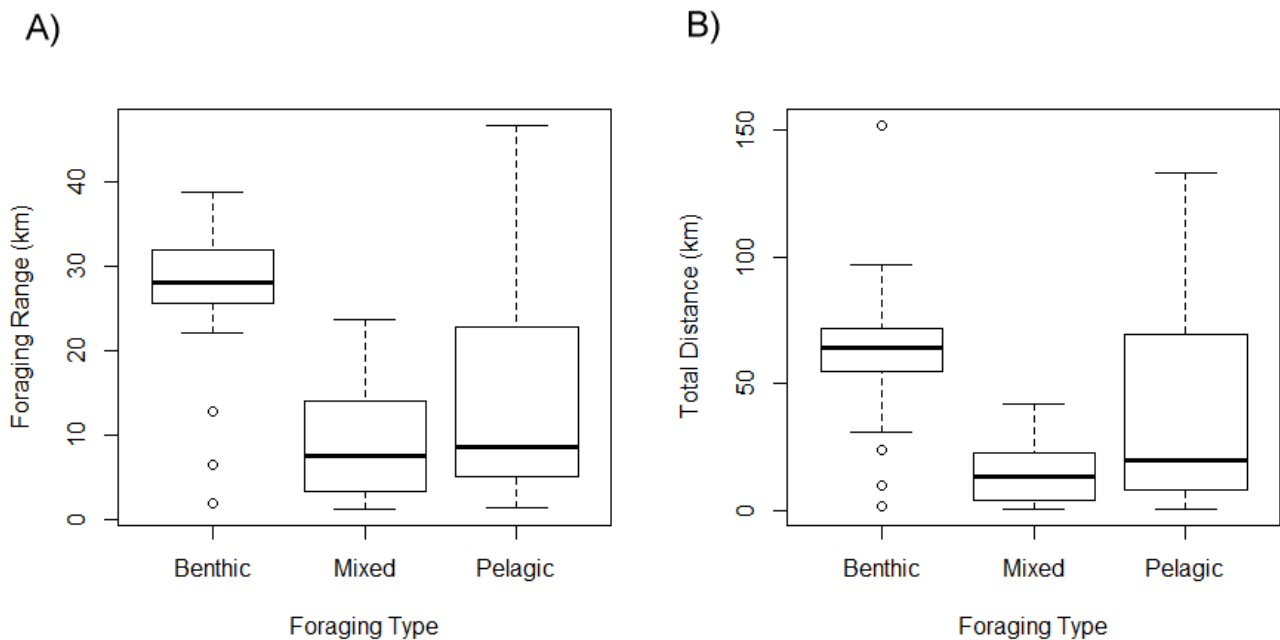 A)
Foraging Range (km)
40
30
20
10
0
Benthic Mixed Pelagic
Foraging Type
B)
Total Distance (km)
150
100
50
0
Benthic Mixed Pelagic
Foraging Type